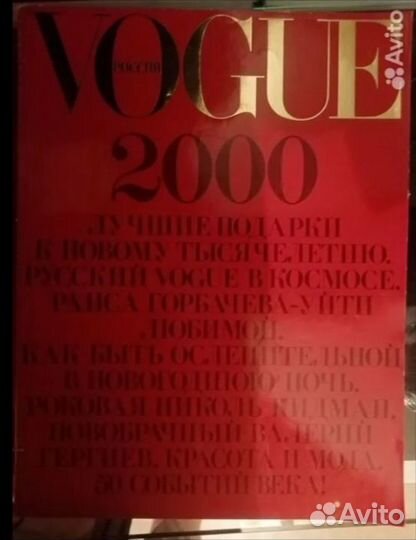 VOGUE
РОССИЯ
2000
ЛУЧШИЕ ПОДАРКИ
К НОВОМУ ТЫСЯЧЕЛЕТИЮ.
РУССКИЙ VOGUE В КОСМОСЕ.
РАИСА ГОРБАЧЕВА-УЙТИ
ЛЮБИМОЙ.
КАК БЫТЬ ОСЛЕПИТЕЛЬНОЙ
В НОВОГОДНЮЮ НОЧЬ.
РОКОВАЯ НИКОЛЬ КИДМАН.
НОВОБРАЧНЫЙ ВАЛЕРИЙ
ГЕРГИЕВ. КРАСОТА И МОДА.
50 СОБЫТИЙ ВЕКА!
Avito
Avito